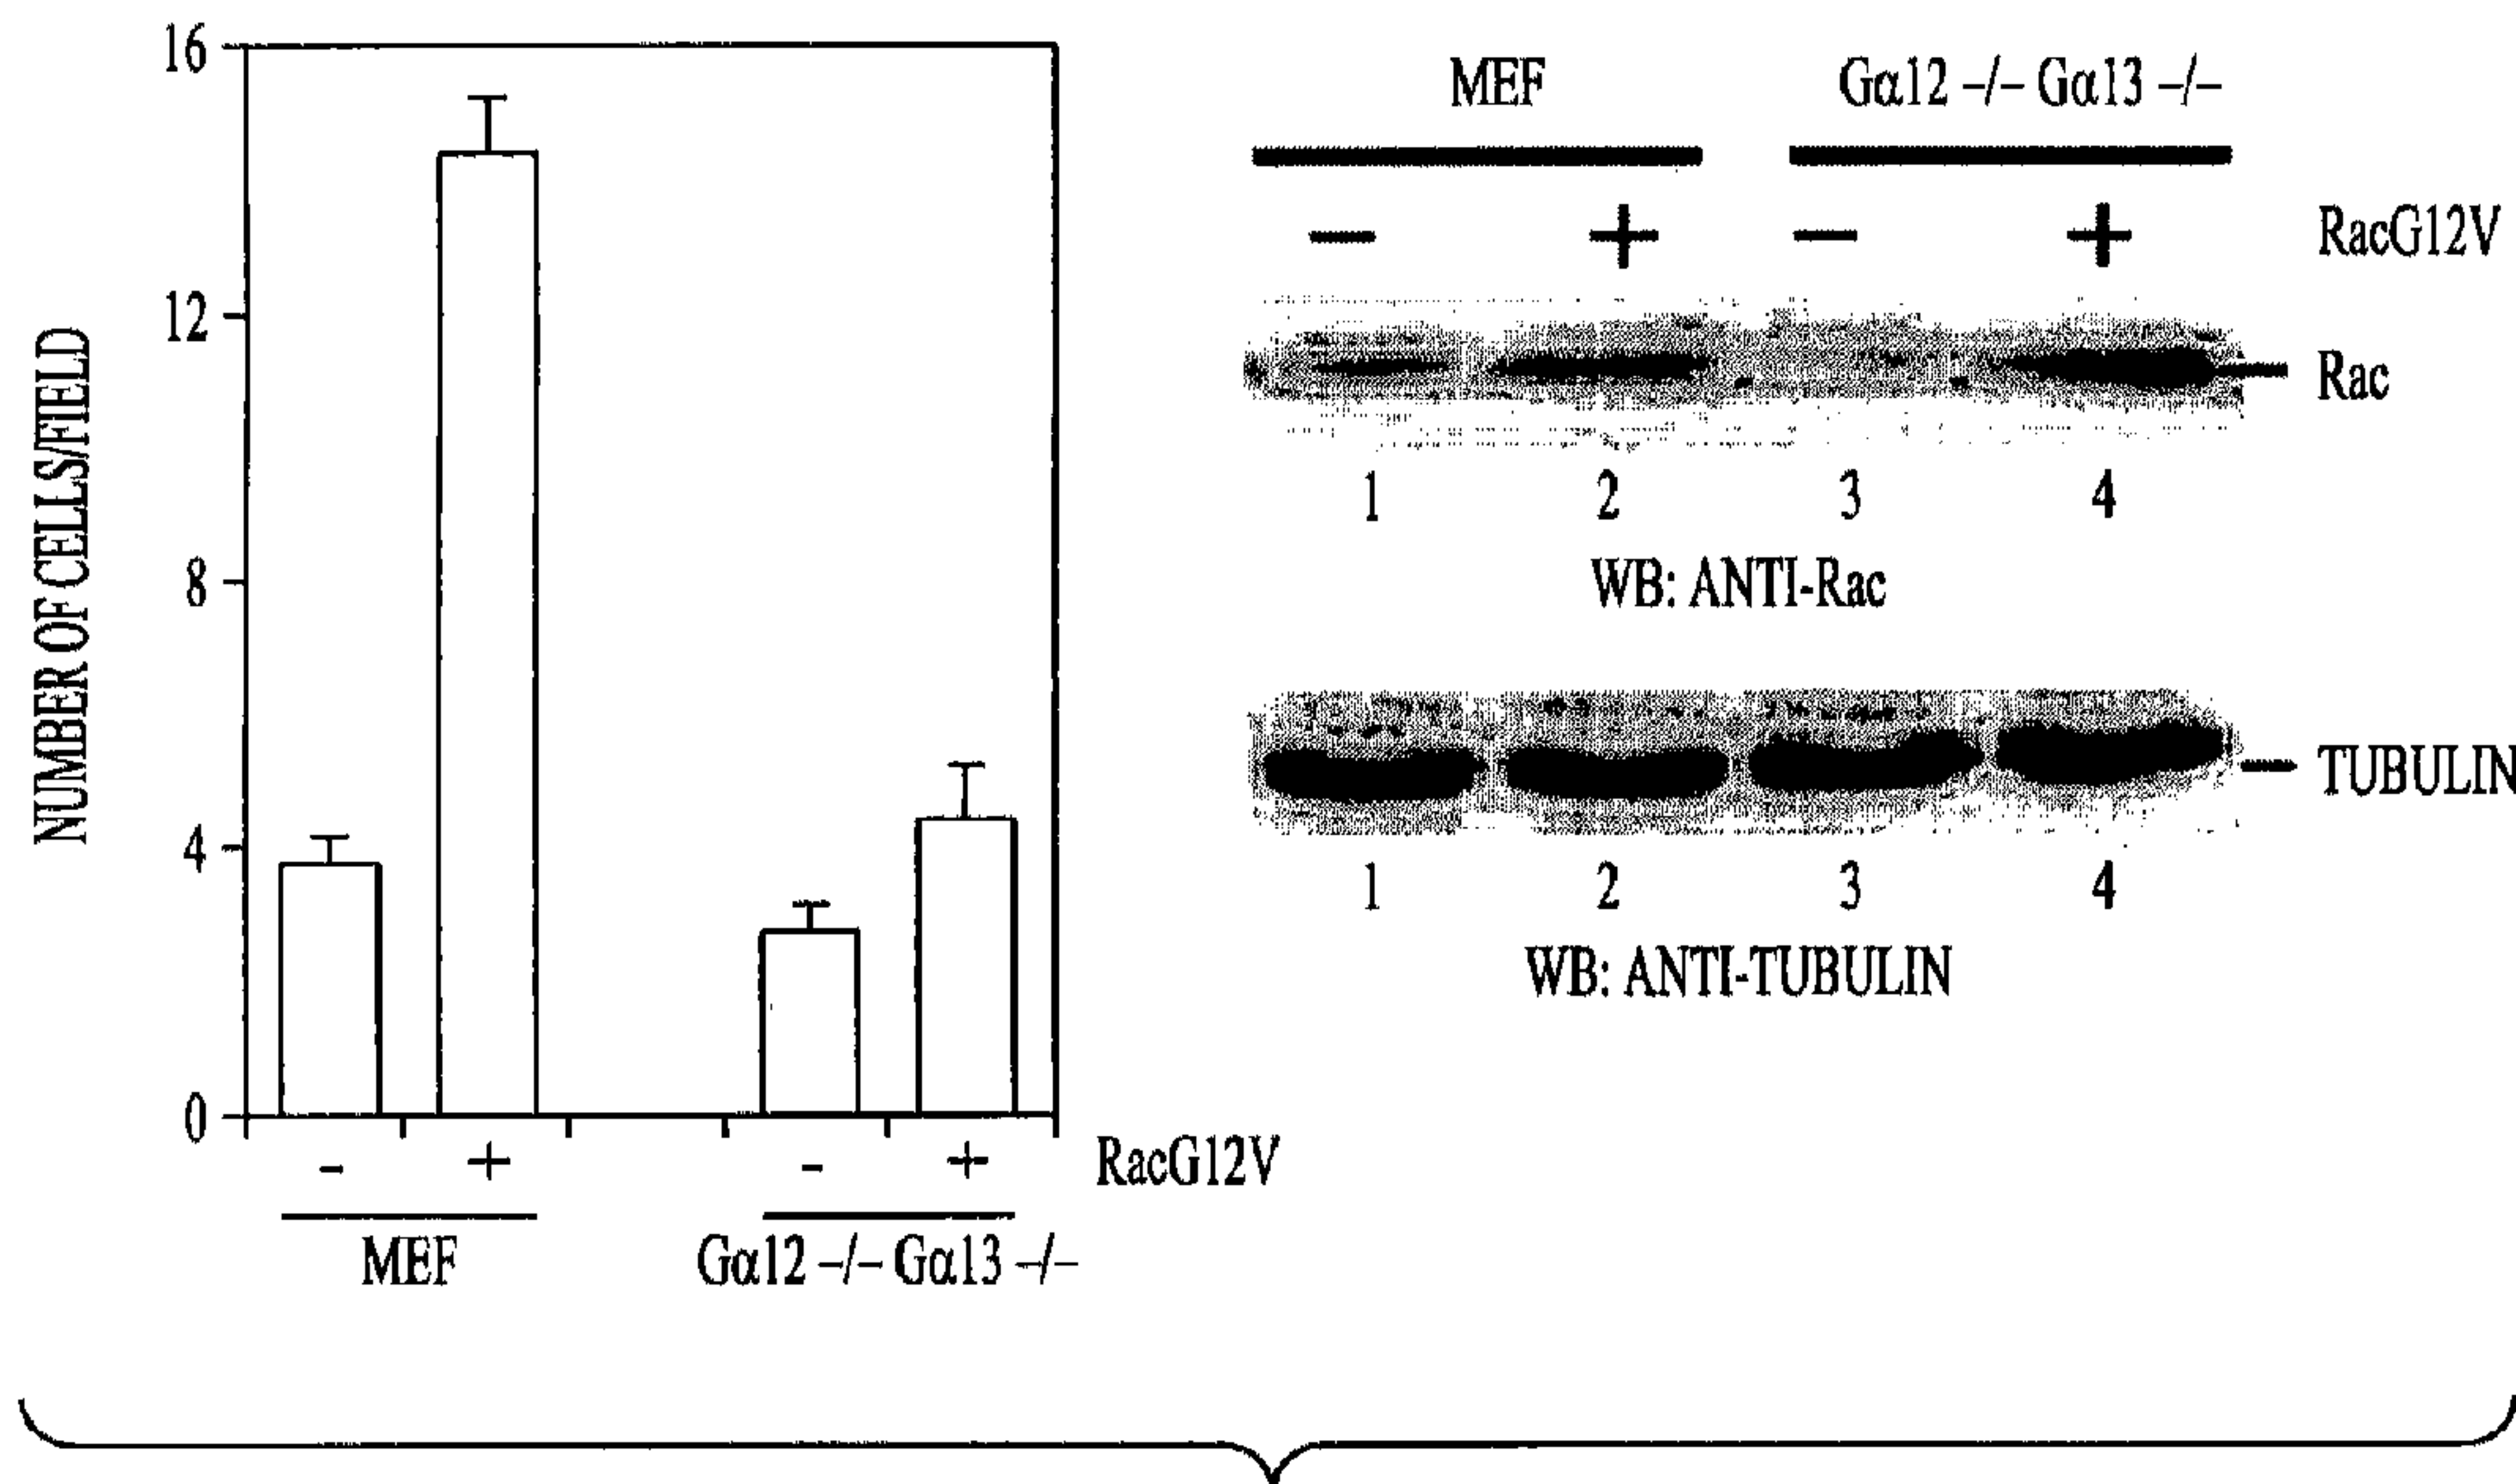 NUMBER OF CELLS/FIELD
16
12
8
4
0
- + - + RacG12V
MEF Gα12 –/– Gα13 –/–
MEF Gα12 –/– Gα13 –/–
– + – + RacG12V
Rac
1 2 3 4
WB: ANTI-Rac
TUBULIN
1 2 3 4
WB: ANTI-TUBULIN